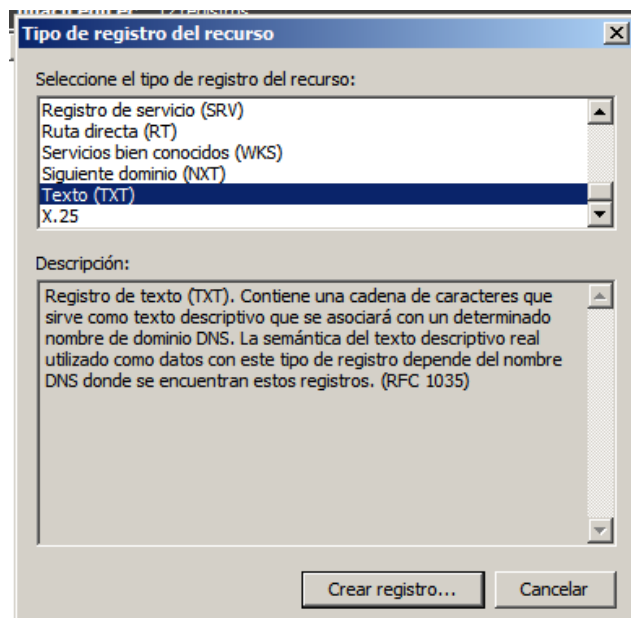 12 registros
Tipo de registro del recurso
Seleccione el tipo de registro del recurso:
Registro de servicio (SRV)
Ruta directa (RT)
Servicios bien conocidos (WKS)
Siguiente dominio (NXT)
Texto (TXT)
X.25
Descripción:
Registro de texto (TXT). Contiene una cadena de caracteres que
sirve como texto descriptivo que se asociará con un determinado
nombre de dominio DNS. La semántica del texto descriptivo real
utilizado como datos con este tipo de registro depende del nombre
DNS donde se encuentran estos registros. (RFC 1035)
Crear registro...
Cancelar